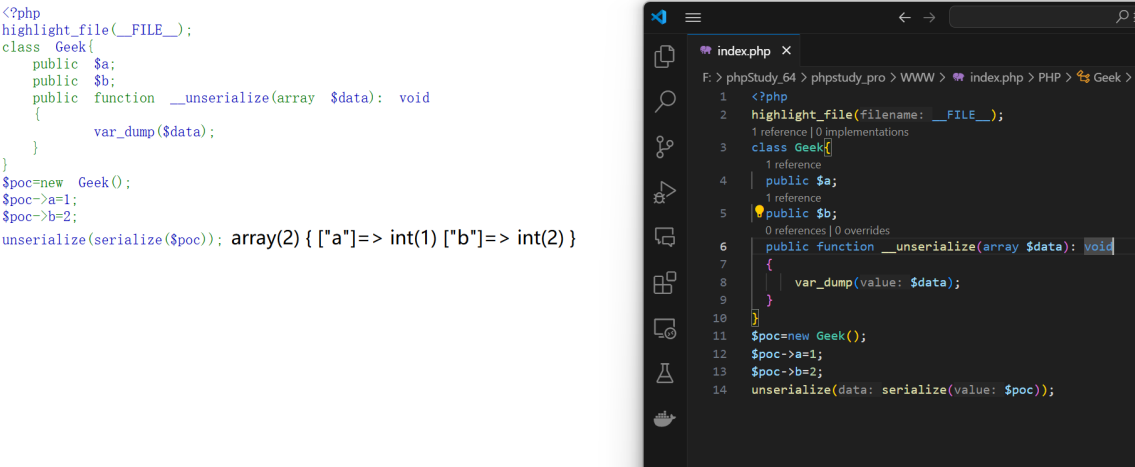 <?php
highlight_file(__FILE__);
class Geek{
public $a;
public $b;
public function __unserialize(array $data): void
{
var_dump($data);
}
}
$poc=new Geek();
$poc->a=1;
$poc->b=2;
unserialize(serialize($poc)); array(2) { ["a"]=> int(1) ["b"]=> int(2) }
index.php
F: > phpStudy_64 > phpstudy_pro > WWW > index.php > PHP > Geek >
1 <?php
2 highlight_file(filename: __FILE__);
1 reference | 0 implementations
3 class Geek{
1 reference
4 public $a;
1 reference
5 public $b;
0 references | 0 overrides
6 public function __unserialize(array $data): void
7 {
8 var_dump(value: $data);
9 }
10 }
11 $poc=new Geek();
12 $poc->a=1;
13 $poc->b=2;
14 unserialize(data: serialize(value: $poc));